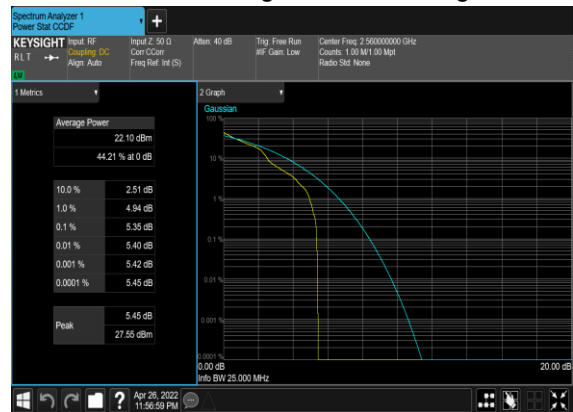 Spectrum Analyzer 1
Power Stat CCDF
+
KEYSIGHT
Input: RF
Input Z: 50 Ω
Atten: 40 dB
Trig: Free Run
Center Freq: 2.560000000 GHz
RLT
Coupling: DC
Corr CCorr
#IF Gain: Low
Counts: 1.00 M/1.00 Mpt
Align: Auto
Freq Ref: Int (S)
Radio Std: None
LW
1 Metrics
2 Graph
Average Power
22.10 dBm
44.21 % at 0 dB
10.0 % 2.51 dB
1.0 % 4.94 dB
0.1 % 5.35 dB
0.01 % 5.40 dB
0.001 % 5.42 dB
0.0001 % 5.45 dB
Peak
5.45 dB
27.55 dBm
Gaussian
100 %
10 %
1 %
0.1 %
0.01 %
0.001 %
0.0001 %
0.00 dB
20.00 dB
Info BW 25.000 MHz
?
Apr 26, 2022
11:56:59 PM